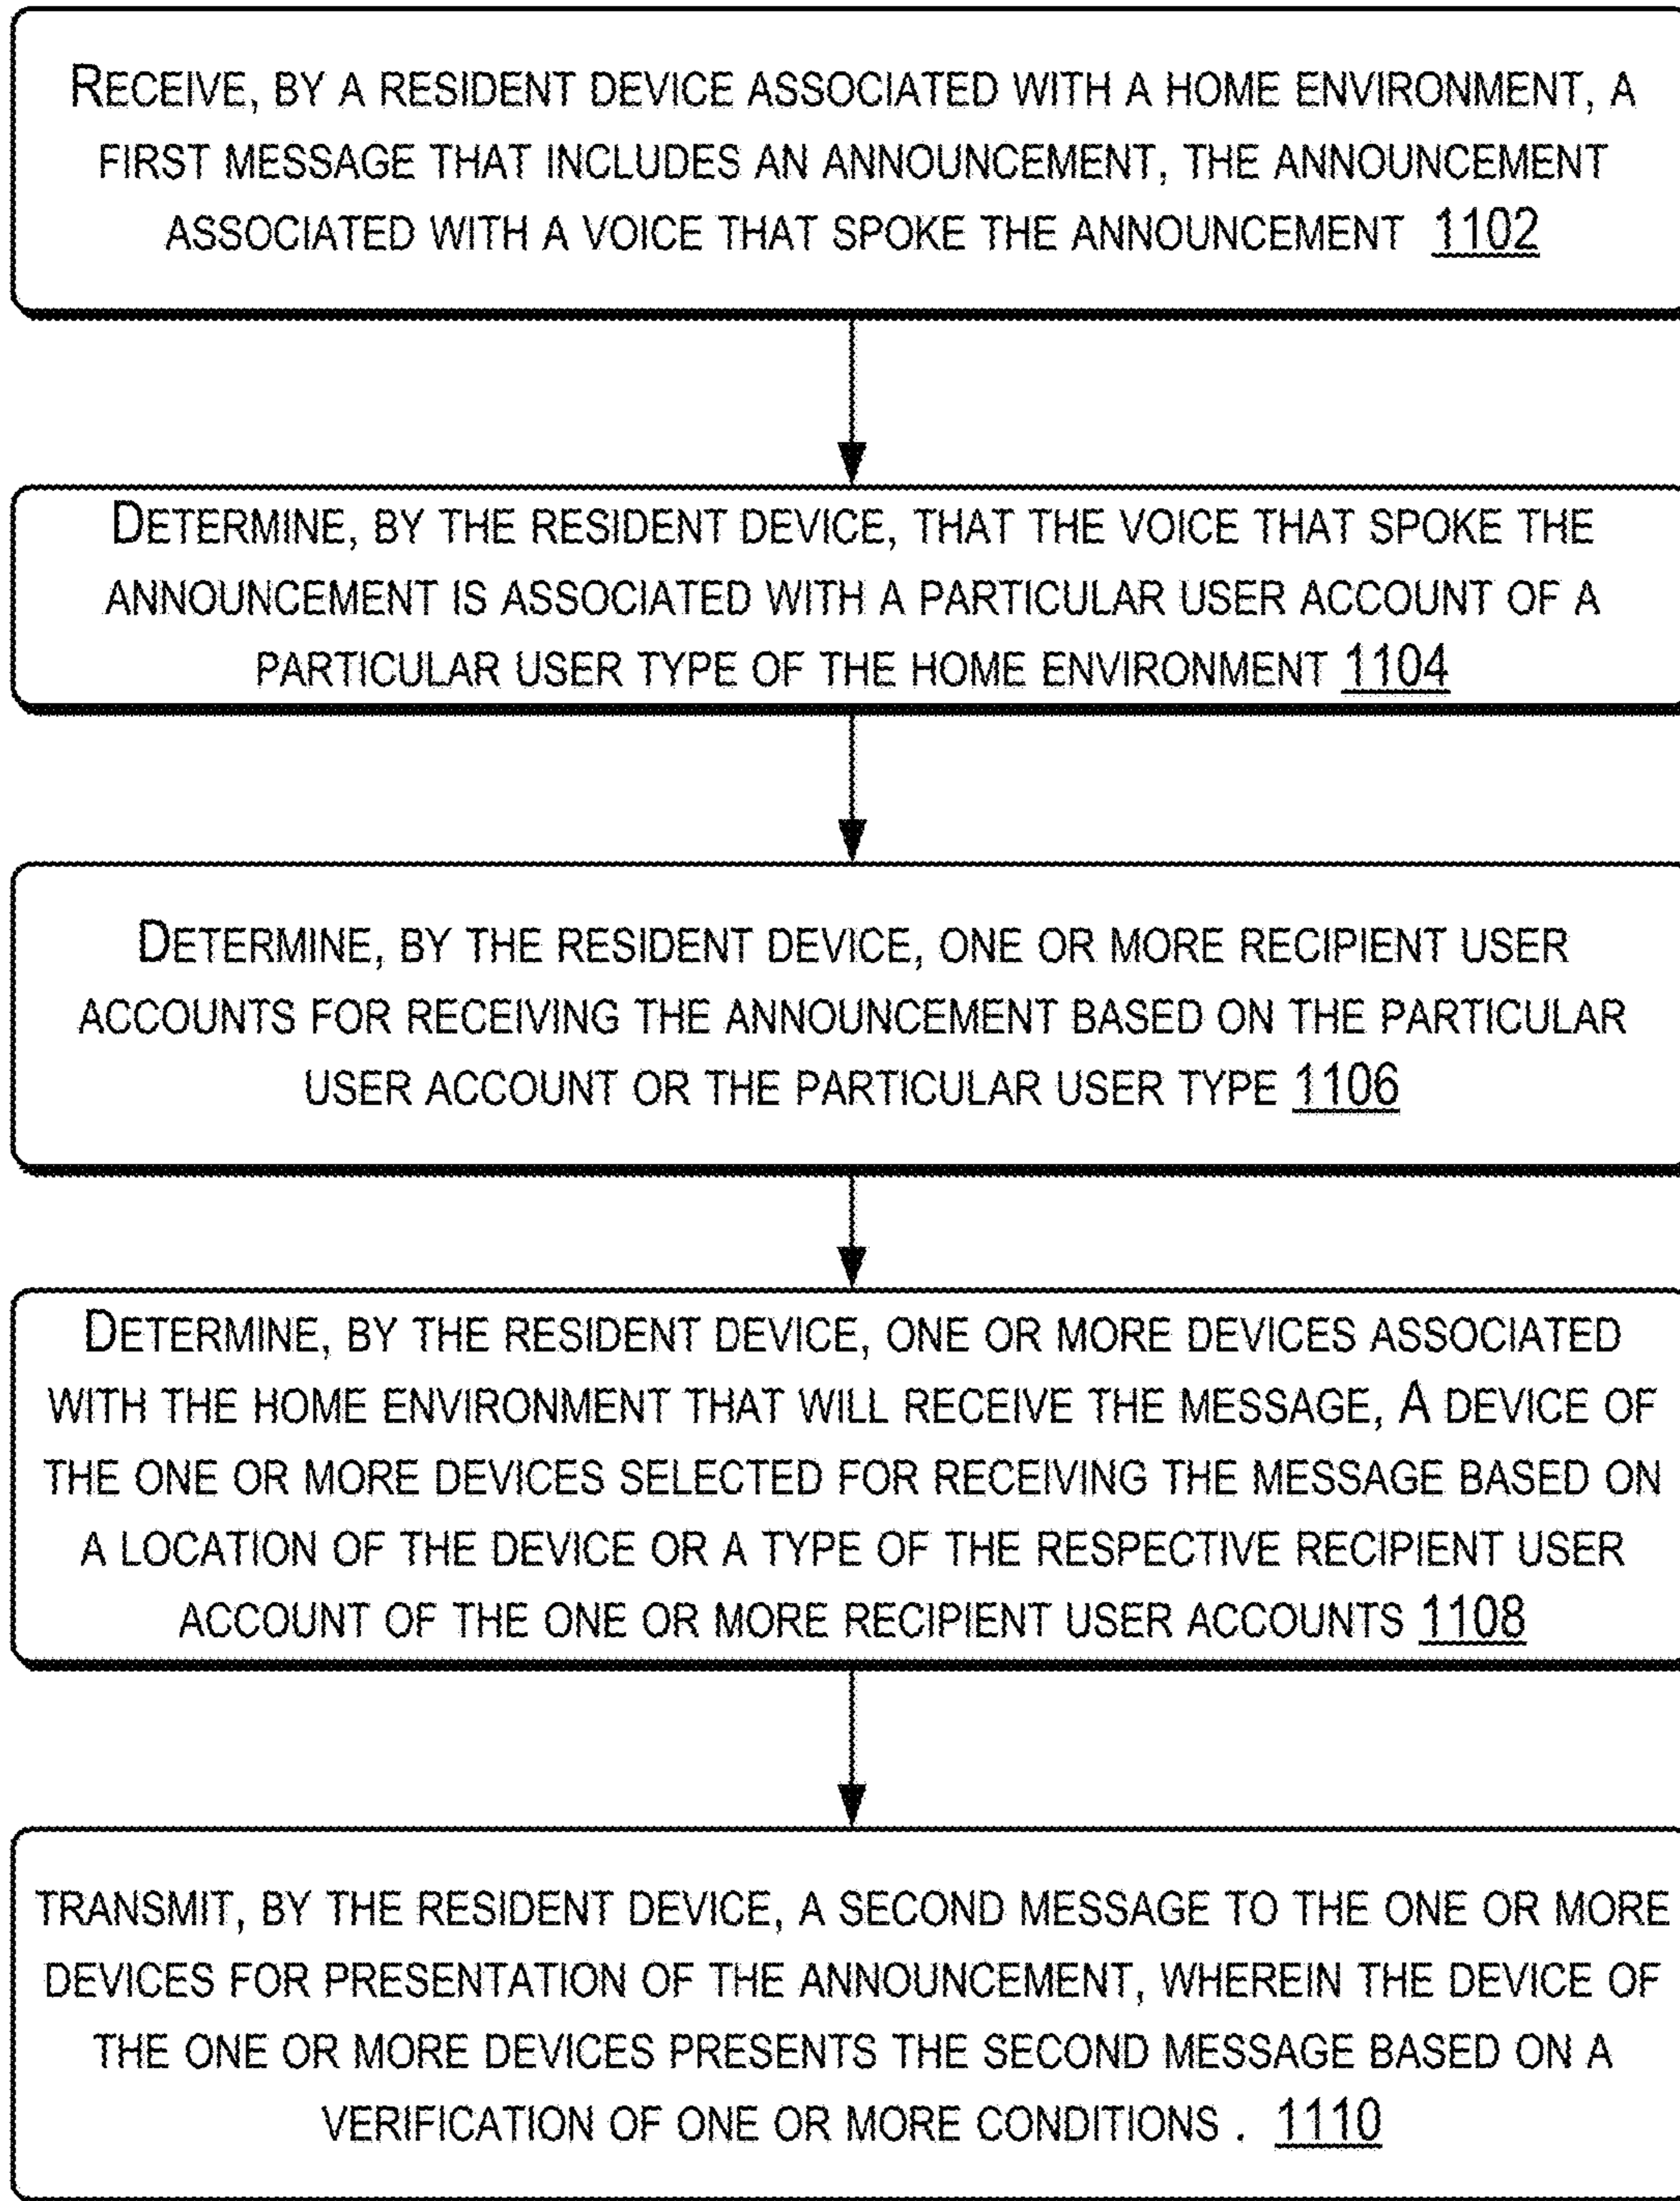 RECEIVE, BY A RESIDENT DEVICE ASSOCIATED WITH A HOME ENVIRONMENT, A
FIRST MESSAGE THAT INCLUDES AN ANNOUNCEMENT, THE ANNOUNCEMENT
ASSOCIATED WITH A VOICE THAT SPOKE THE ANNOUNCEMENT 1102
DETERMINE, BY THE RESIDENT DEVICE, THAT THE VOICE THAT SPOKE THE
ANNOUNCEMENT IS ASSOCIATED WITH A PARTICULAR USER ACCOUNT OF A
PARTICULAR USER TYPE OF THE HOME ENVIRONMENT 1104
DETERMINE, BY THE RESIDENT DEVICE, ONE OR MORE RECIPIENT USER
ACCOUNTS FOR RECEIVING THE ANNOUNCEMENT BASED ON THE PARTICULAR
USER ACCOUNT OR THE PARTICULAR USER TYPE 1106
DETERMINE, BY THE RESIDENT DEVICE, ONE OR MORE DEVICES ASSOCIATED
WITH THE HOME ENVIRONMENT THAT WILL RECEIVE THE MESSAGE, A DEVICE OF
THE ONE OR MORE DEVICES SELECTED FOR RECEIVING THE MESSAGE BASED ON
A LOCATION OF THE DEVICE OR A TYPE OF THE RESPECTIVE RECIPIENT USER
ACCOUNT OF THE ONE OR MORE RECIPIENT USER ACCOUNTS 1108
TRANSMIT, BY THE RESIDENT DEVICE, A SECOND MESSAGE TO THE ONE OR MORE
DEVICES FOR PRESENTATION OF THE ANNOUNCEMENT, WHEREIN THE DEVICE OF
THE ONE OR MORE DEVICES PRESENTS THE SECOND MESSAGE BASED ON A
VERIFICATION OF ONE OR MORE CONDITIONS . 1110